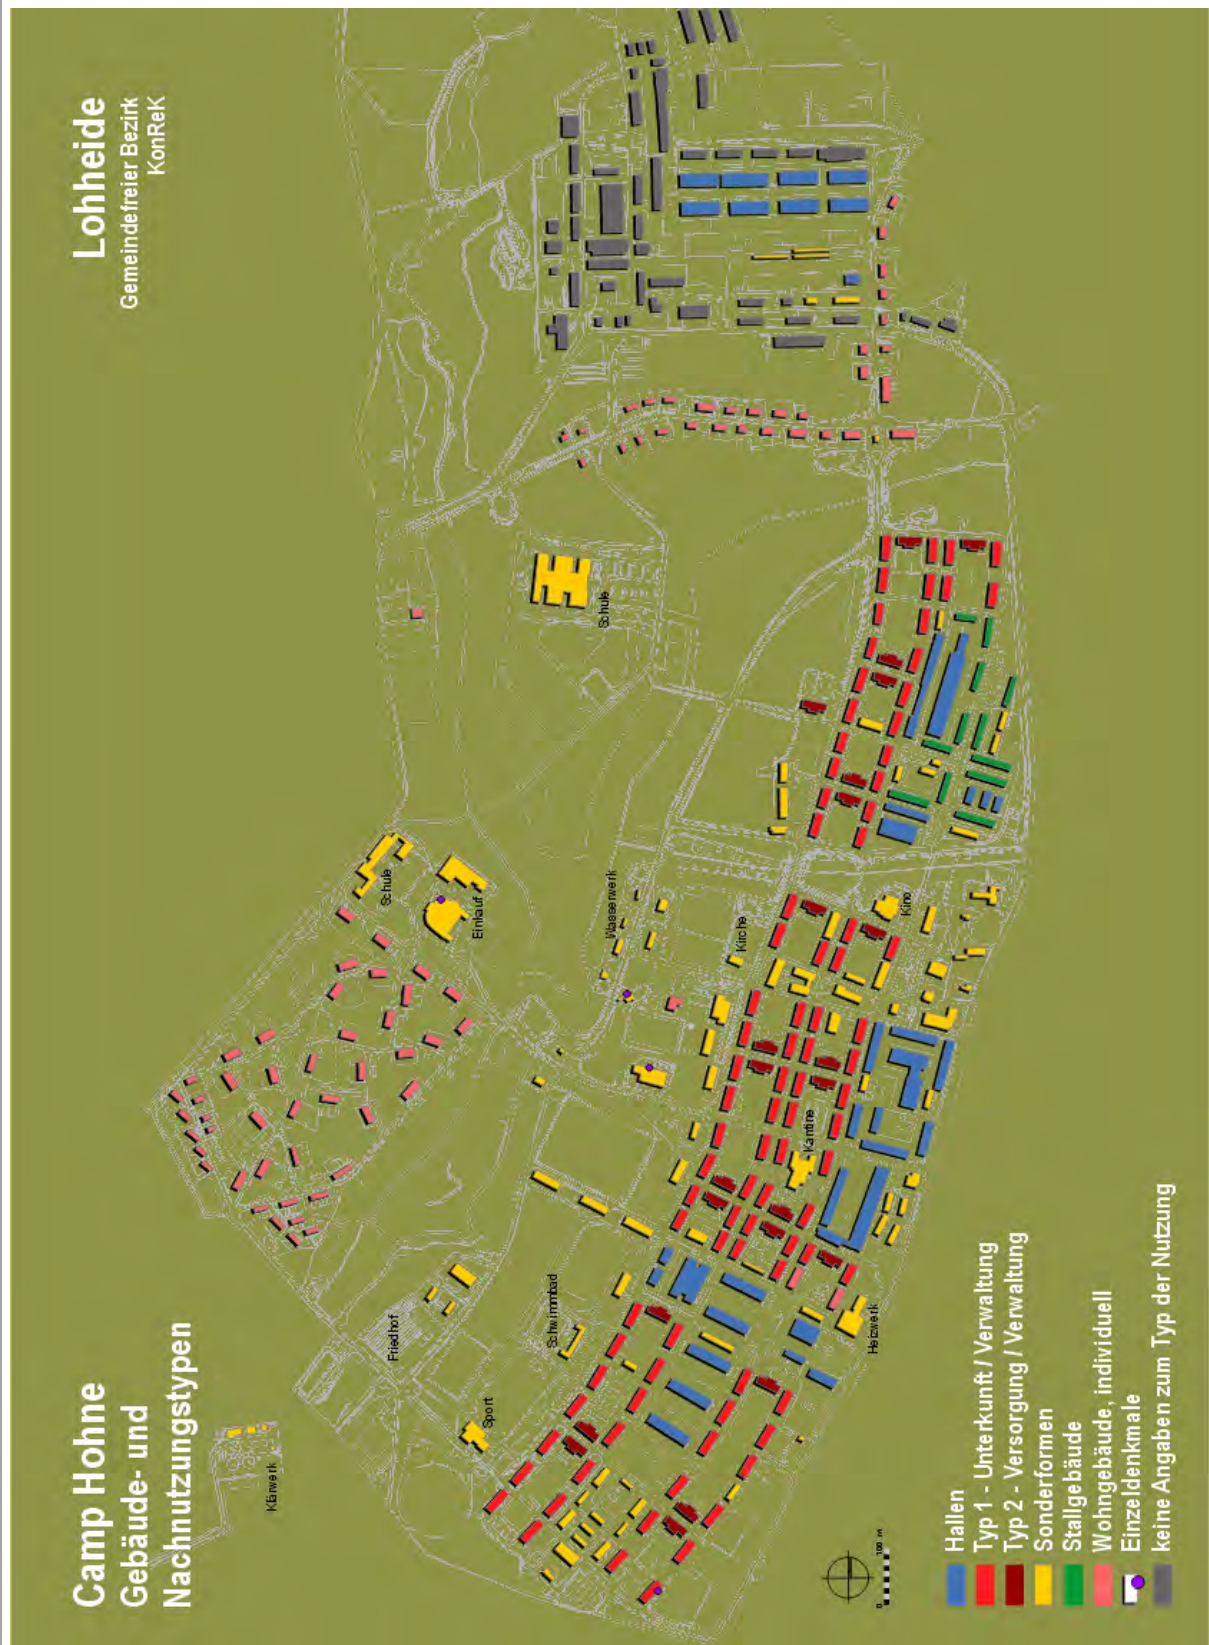 Camp Hohne
Gebäude- und
Nachnutzungstypen
Lohheide
Gemeindefreier Bezirk
KonReK
Klärwerk
Friedhof
Sport
Schwimmbad
Schule
Einkauf
Wasserwerk
Kirche
Kino
Kantine
Heizwerk
Schule
0
100 m
Hallen
Typ 1 - Unterkunft / Verwaltung
Typ 2 - Versorgung / Verwaltung
Sonderformen
Stallgebäude
Wohngebäude, individuell
Einzeldenkmale
keine Angaben zum Typ der Nutzung